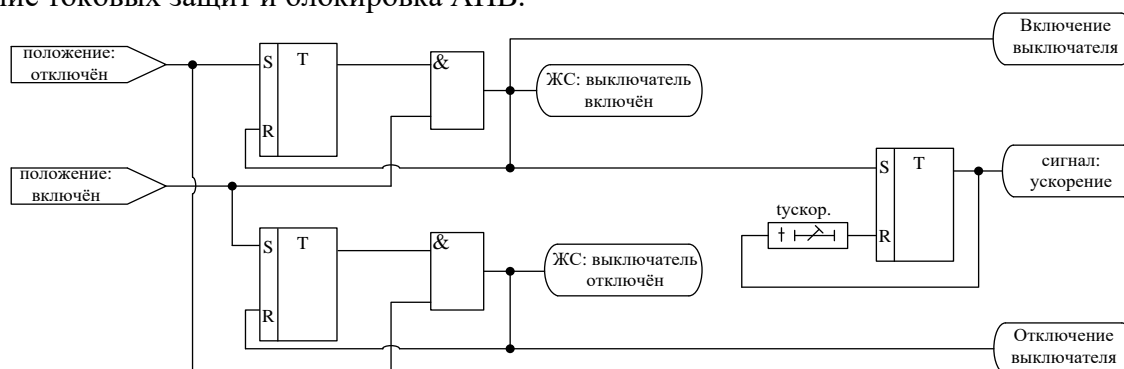 ние токовых защит и блокировка АПВ.
положение:
отключён
S
T
R
&
ЖС: выключатель
включён
Включение
выключателя
положение:
включён
S
T
R
&
ЖС: выключатель
отключён
tускор.
S
T
R
сигнал:
ускорение
Отключение
выключателя